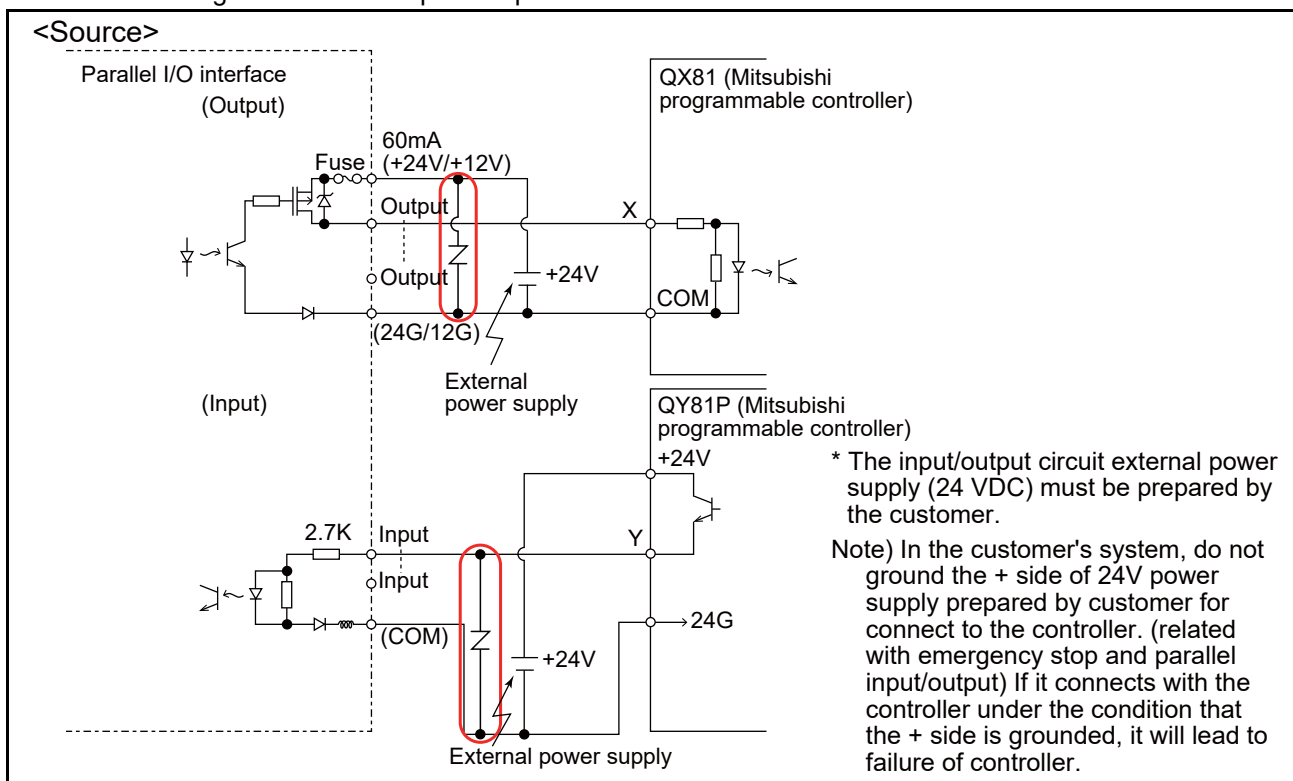 <Source>
Parallel I/O interface
(Output)
QX81 (Mitsubishi
programmable controller)
60mA
Fuse (+24V/+12V)
Output
X
Output
+24V
COM
(24G/12G)
External
power supply
(Input)
QY81P (Mitsubishi
programmable controller)
+24V
2.7K
Input
Y
Input
24G
(COM)
+24V
External power supply
* The input/output circuit external power
supply (24 VDC) must be prepared by
the customer.
Note) In the customer's system, do not
ground the + side of 24V power
supply prepared by customer for
connect to the controller. (related
with emergency stop and parallel
input/output) If it connects with the
controller under the condition that
the + side is grounded, it will lead to
failure of controller.